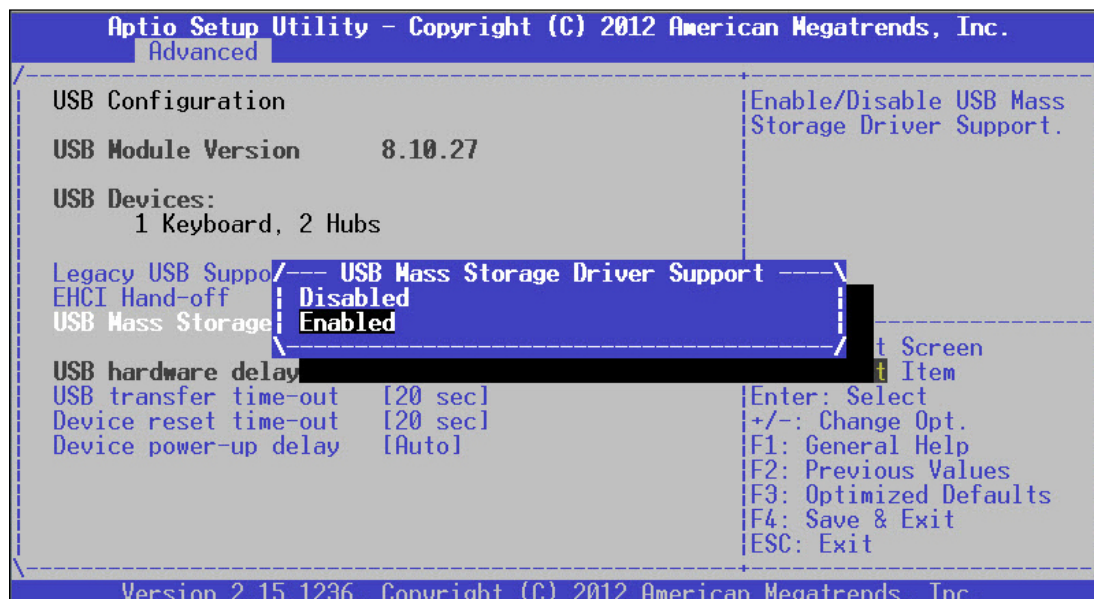 Aptio Setup Utility - Copyright (C) 2012 American Megatrends, Inc.
Advanced
USB Configuration
USB Module Version 8.10.27
USB Devices:
1 Keyboard, 2 Hubs
Legacy USB Suppo
EHCI Hand-off
USB Mass Storage
USB hardware delay
USB transfer time-out [20 sec]
Device reset time-out [20 sec]
Device power-up delay [Auto]
USB Mass Storage Driver Support
Disabled
Enabled
Enable/Disable USB Mass
Storage Driver Support.
t Screen
t Item
Enter: Select
+/-: Change Opt.
F1: General Help
F2: Previous Values
F3: Optimized Defaults
F4: Save & Exit
ESC: Exit
Version 2.15.1236. Copyright (C) 2012 American Megatrends, Inc.